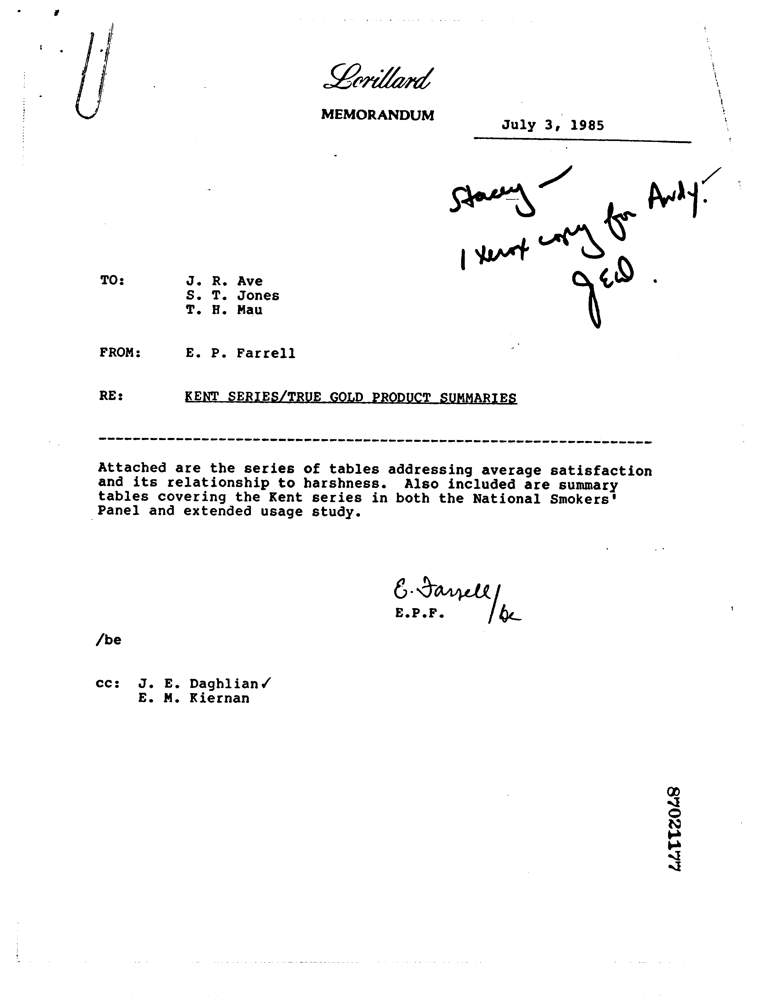 Lorillard
MEMORANDUM
July 3, 1985
Stacey —
1 xerox copy for Andy!
JED.
TO: J. R. Ave
S. T. Jones
T. H. Mau
FROM: E. P. Farrell
RE: KENT SERIES/TRUE GOLD PRODUCT SUMMARIES
-----------------------------------------------------------------
Attached are the series of tables addressing average satisfaction
and its relationship to harshness. Also included are summary
tables covering the Kent series in both the National Smokers'
Panel and extended usage study.
E. Farrell/be
E.P.F.
/be
cc: J. E. Daghlian✓
E. M. Kiernan
87021177